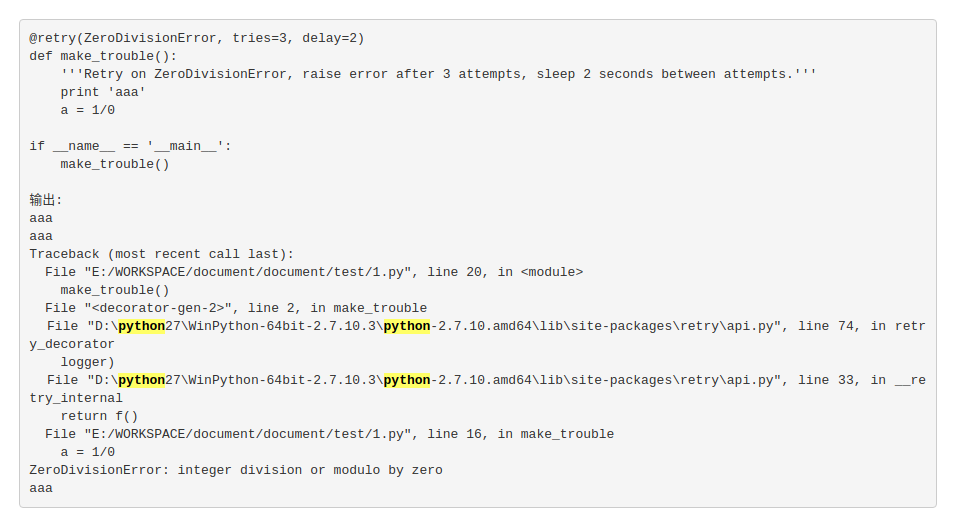 @retry(ZeroDivisionError, tries=3, delay=2)
def make_trouble():
    '''Retry on ZeroDivisionError, raise error after 3 attempts, sleep 2 seconds between attempts.'''
    print 'aaa'
    a = 1/0

if __name__ == '__main__':
    make_trouble()

输出:
aaa
aaa
Traceback (most recent call last):
  File "E:/WORKSPACE/document/document/test/1.py", line 20, in <module>
    make_trouble()
  File "<decorator-gen-2>", line 2, in make_trouble
  File "D:\python27\WinPython-64bit-2.7.10.3\python-2.7.10.amd64\lib\site-packages\retry\api.py", line 74, in retr
y_decorator
    logger)
  File "D:\python27\WinPython-64bit-2.7.10.3\python-2.7.10.amd64\lib\site-packages\retry\api.py", line 33, in __re
try_internal
    return f()
  File "E:/WORKSPACE/document/document/test/1.py", line 16, in make_trouble
    a = 1/0
ZeroDivisionError: integer division or modulo by zero
aaa